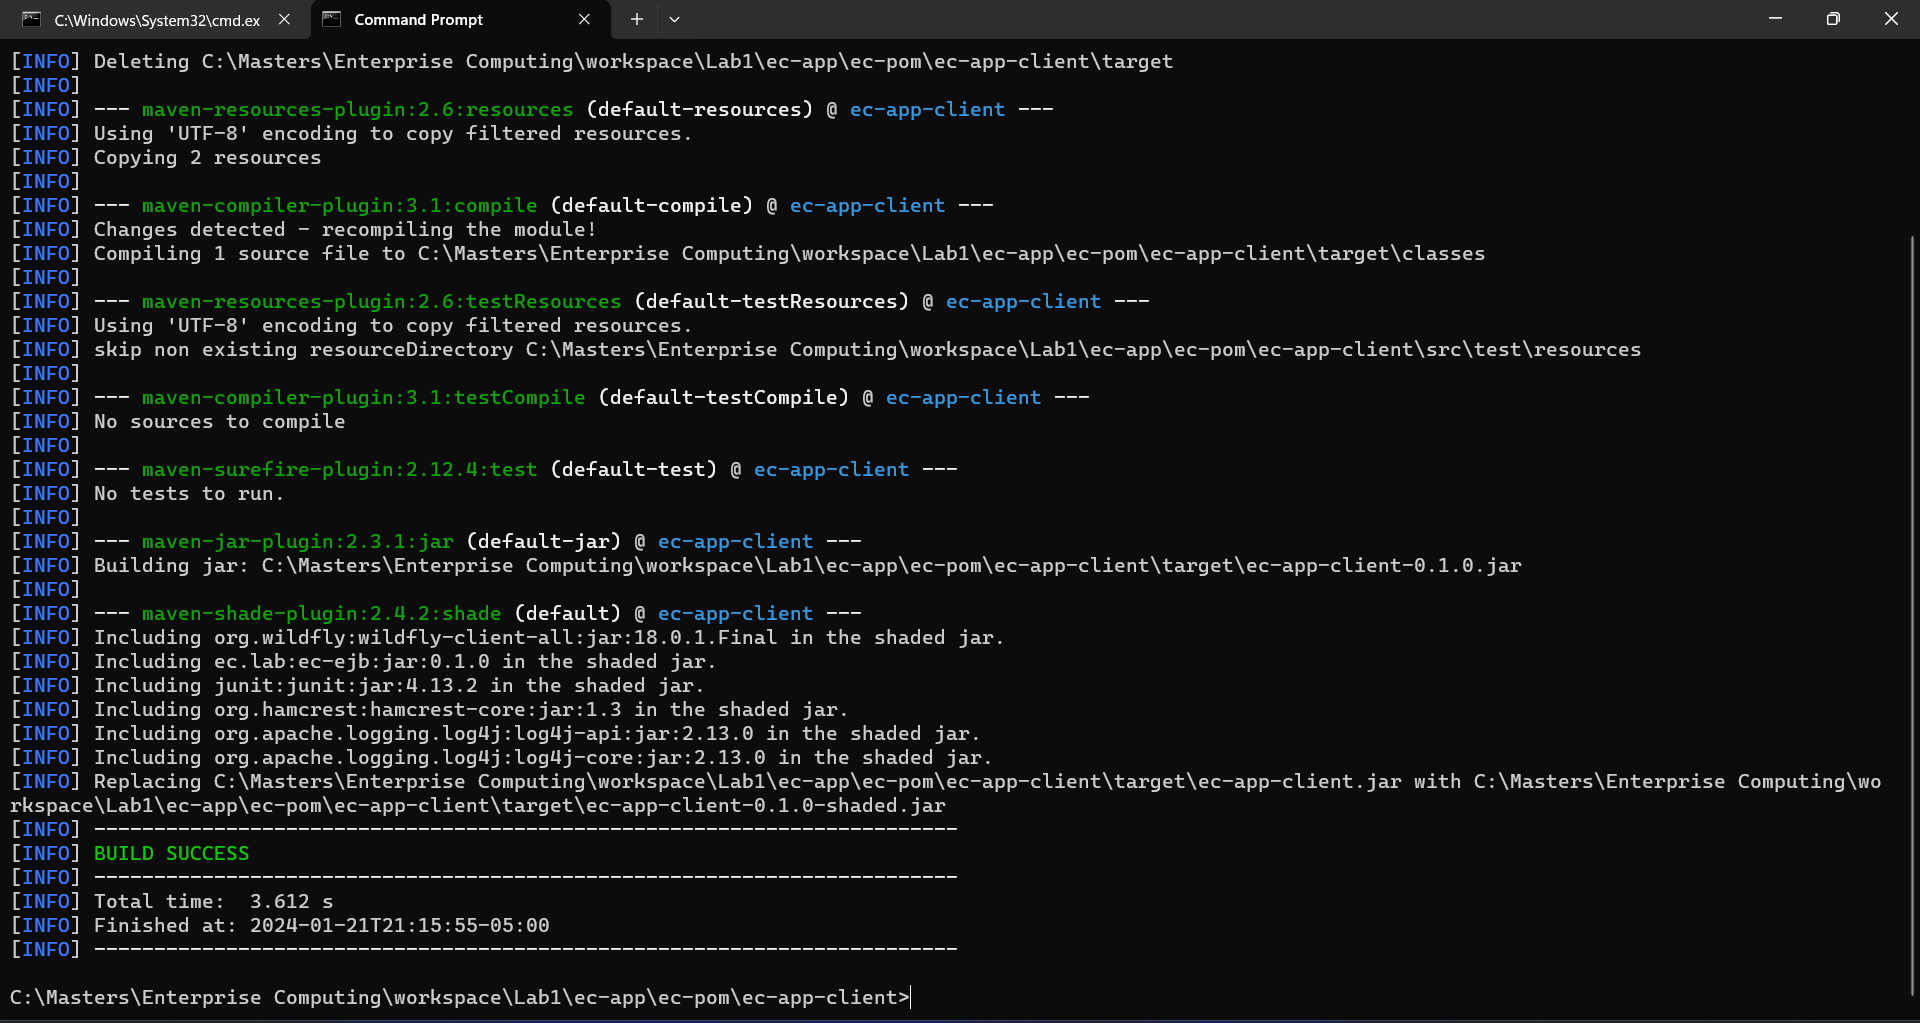 C:\Windows\System32\cmd.ex
Command Prompt
[INFO] Deleting C:\Masters\Enterprise Computing\workspace\Lab1\ec-app\ec-pom\ec-app-client\target
[INFO]
[INFO] --- maven-resources-plugin:2.6:resources (default-resources) @ ec-app-client ---
[INFO] Using 'UTF-8' encoding to copy filtered resources.
[INFO] Copying 2 resources
[INFO]
[INFO] --- maven-compiler-plugin:3.1:compile (default-compile) @ ec-app-client ---
[INFO] Changes detected - recompiling the module!
[INFO] Compiling 1 source file to C:\Masters\Enterprise Computing\workspace\Lab1\ec-app\ec-pom\ec-app-client\target\classes
[INFO]
[INFO] --- maven-resources-plugin:2.6:testResources (default-testResources) @ ec-app-client ---
[INFO] Using 'UTF-8' encoding to copy filtered resources.
[INFO] skip non existing resourceDirectory C:\Masters\Enterprise Computing\workspace\Lab1\ec-app\ec-pom\ec-app-client\src\test\resources
[INFO]
[INFO] --- maven-compiler-plugin:3.1:testCompile (default-testCompile) @ ec-app-client ---
[INFO] No sources to compile
[INFO]
[INFO] --- maven-surefire-plugin:2.12.4:test (default-test) @ ec-app-client ---
[INFO] No tests to run.
[INFO]
[INFO] --- maven-jar-plugin:2.3.1:jar (default-jar) @ ec-app-client ---
[INFO] Building jar: C:\Masters\Enterprise Computing\workspace\Lab1\ec-app\ec-pom\ec-app-client\target\ec-app-client-0.1.0.jar
[INFO]
[INFO] --- maven-shade-plugin:2.4.2:shade (default) @ ec-app-client ---
[INFO] Including org.wildfly:wildfly-client-all:jar:18.0.1.Final in the shaded jar.
[INFO] Including ec.lab:ec-ejb:jar:0.1.0 in the shaded jar.
[INFO] Including junit:junit:jar:4.13.2 in the shaded jar.
[INFO] Including org.hamcrest:hamcrest-core:jar:1.3 in the shaded jar.
[INFO] Including org.apache.logging.log4j:log4j-api:jar:2.13.0 in the shaded jar.
[INFO] Including org.apache.logging.log4j:log4j-core:jar:2.13.0 in the shaded jar.
[INFO] Replacing C:\Masters\Enterprise Computing\workspace\Lab1\ec-app\ec-pom\ec-app-client\target\ec-app-client.jar with C:\Masters\Enterprise Computing\wo
rkspace\Lab1\ec-app\ec-pom\ec-app-client\target\ec-app-client-0.1.0-shaded.jar
[INFO] ------------------------------------------------------------------------
[INFO] BUILD SUCCESS
[INFO] ------------------------------------------------------------------------
[INFO] Total time:  3.612 s
[INFO] Finished at: 2024-01-21T21:15:55-05:00
[INFO] ------------------------------------------------------------------------
C:\Masters\Enterprise Computing\workspace\Lab1\ec-app\ec-pom\ec-app-client>